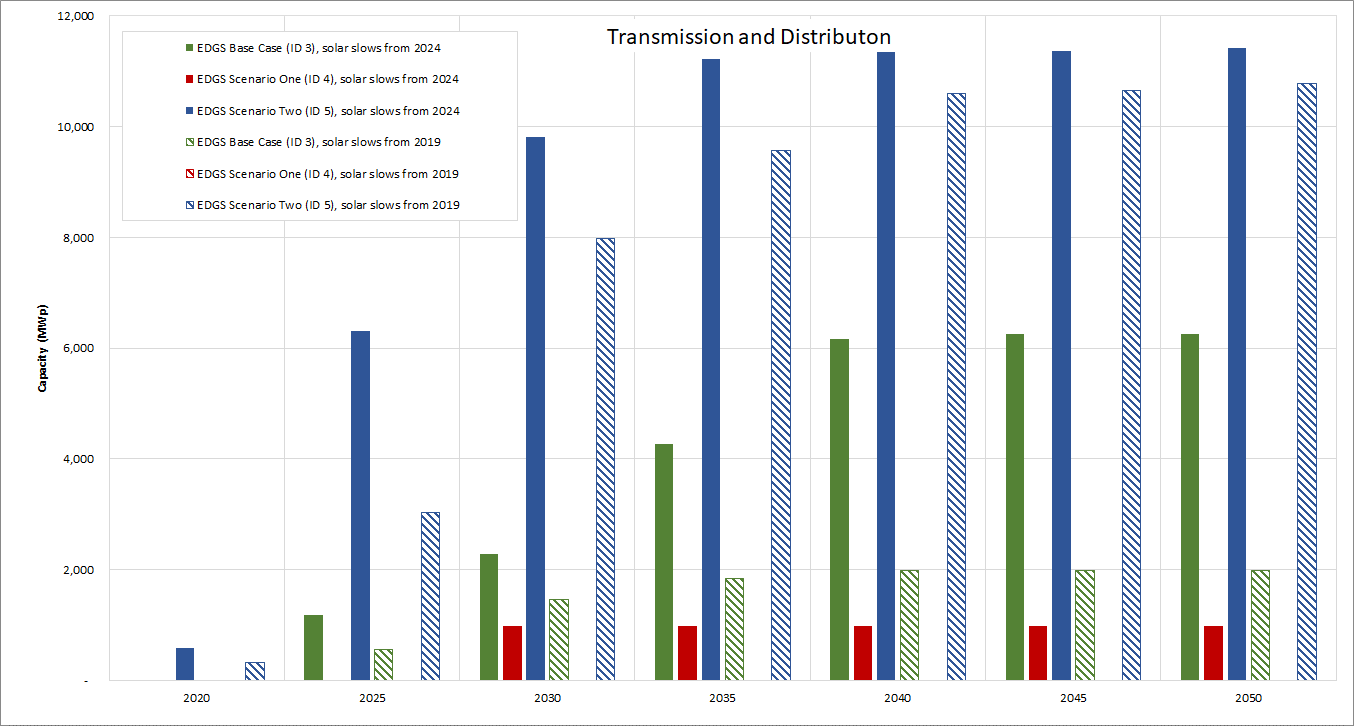 Transmission and Distributon
EDGS Base Case (ID 3), solar slows from 2024
EDGS Scenario One (ID 4), solar slows from 2024
EDGS Scenario Two (ID 5), solar slows from 2024
EDGS Base Case (ID 3), solar slows from 2019
EDGS Scenario One (ID 4), solar slows from 2019
EDGS Scenario Two (ID 5), solar slows from 2019
Capacity (MWp)
12,000
10,000
8,000
6,000
4,000
2,000
-
2020 2025 2030 2035 2040 2045 2050